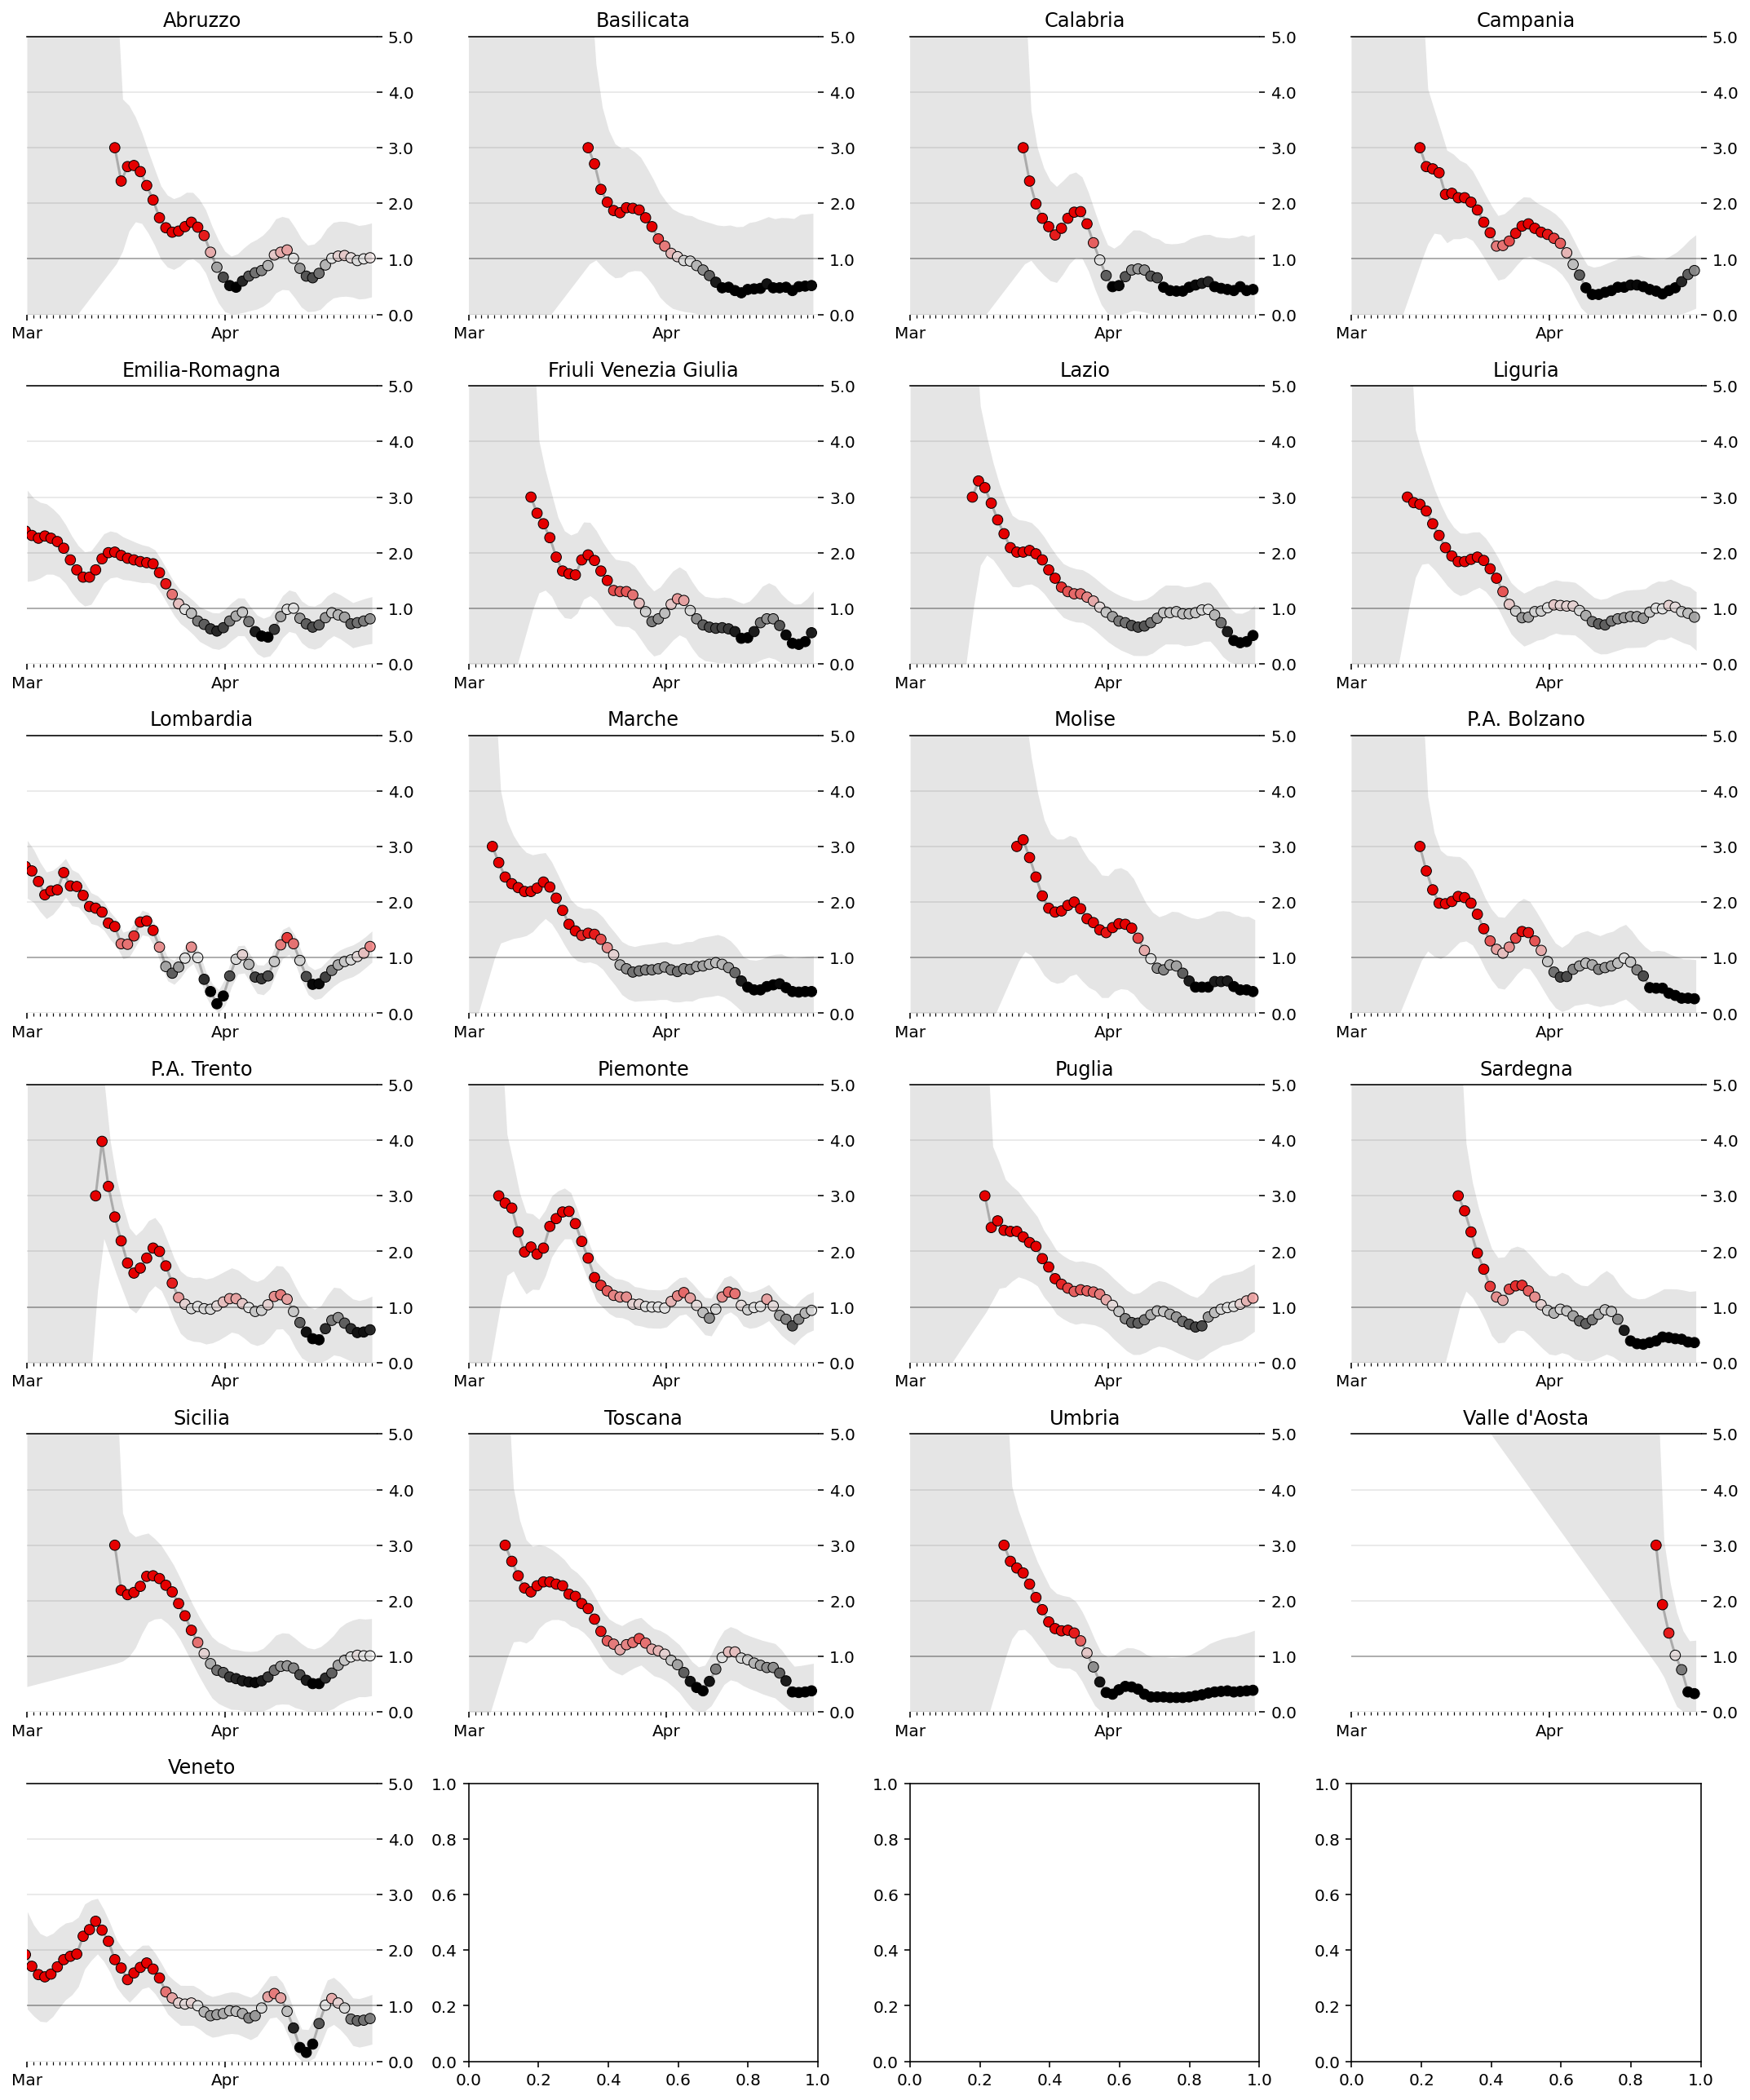 Abruzzo Basilicata Calabria Campania
5.0 5.0 5.0 5.0
4.0 4.0 4.0 4.0
3.0 3.0 3.0 3.0
2.0 2.0 2.0 2.0
1.0 1.0 1.0 1.0
0.0 0.0 0.0 0.0
Mar Apr Mar Apr Mar Apr Mar Apr
Emilia-Romagna Friuli Venezia Giulia Lazio Liguria
5.0 5.0 5.0 5.0
4.0 4.0 4.0 4.0
3.0 3.0 3.0 3.0
2.0 2.0 2.0 2.0
1.0 1.0 1.0 1.0
0.0 0.0 0.0 0.0
Mar Apr Mar Apr Mar Apr Mar Apr
Lombardia Marche Molise P.A. Bolzano
5.0 5.0 5.0 5.0
4.0 4.0 4.0 4.0
3.0 3.0 3.0 3.0
2.0 2.0 2.0 2.0
1.0 1.0 1.0 1.0
0.0 0.0 0.0 0.0
Mar Apr Mar Apr Mar Apr Mar Apr
P.A. Trento Piemonte Puglia Sardegna
5.0 5.0 5.0 5.0
4.0 4.0 4.0 4.0
3.0 3.0 3.0 3.0
2.0 2.0 2.0 2.0
1.0 1.0 1.0 1.0
0.0 0.0 0.0 0.0
Mar Apr Mar Apr Mar Apr Mar Apr
Sicilia Toscana Umbria Valle d'Aosta
5.0 5.0 5.0 5.0
4.0 4.0 4.0 4.0
3.0 3.0 3.0 3.0
2.0 2.0 2.0 2.0
1.0 1.0 1.0 1.0
0.0 0.0 0.0 0.0
Mar Apr Mar Apr Mar Apr Mar Apr
Veneto
5.0 1.0 1.0 1.0
4.0 0.8 0.8 0.8
3.0 0.6 0.6 0.6
2.0 0.4 0.4 0.4
1.0 0.2 0.2 0.2
0.0 0.0 0.0 0.0
Mar Apr 0.0 0.2 0.4 0.6 0.8 1.0 0.0 0.2 0.4 0.6 0.8 1.0 0.0 0.2 0.4 0.6 0.8 1.0